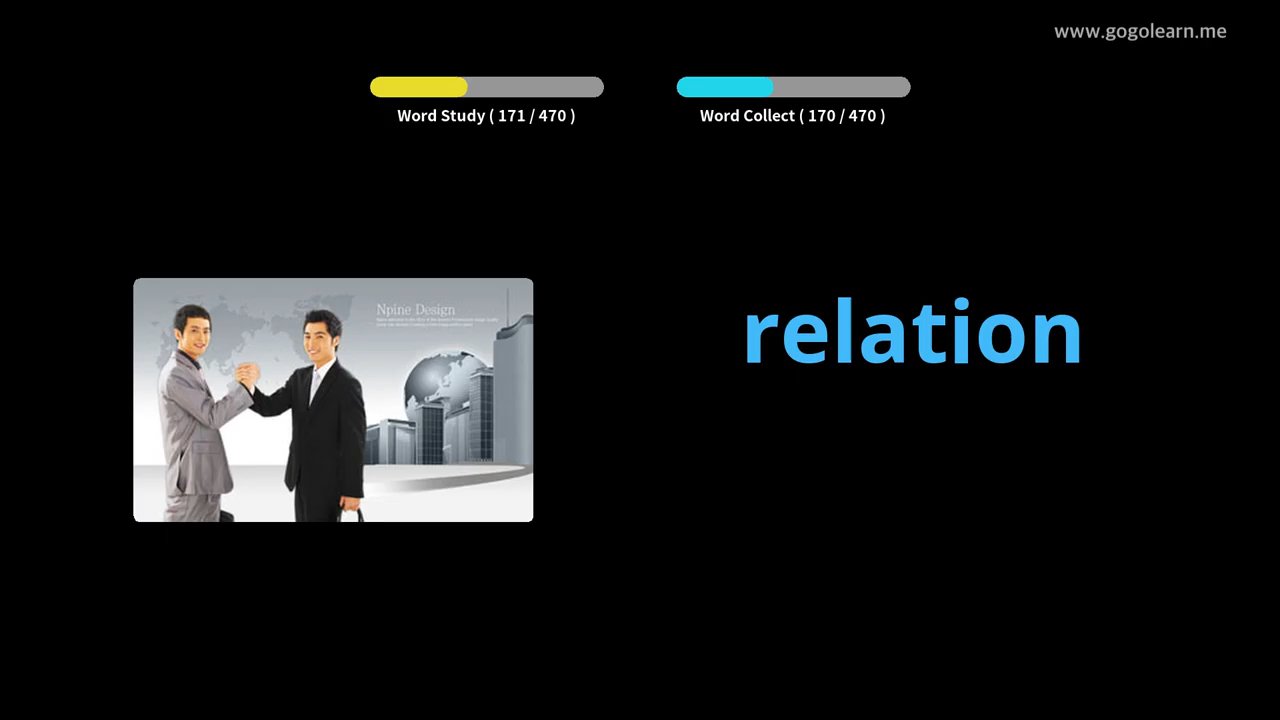 www.gogolearn.me
Word Study ( 171 / 470 )
Word Collect ( 170 / 470 )
Npine Design
relation